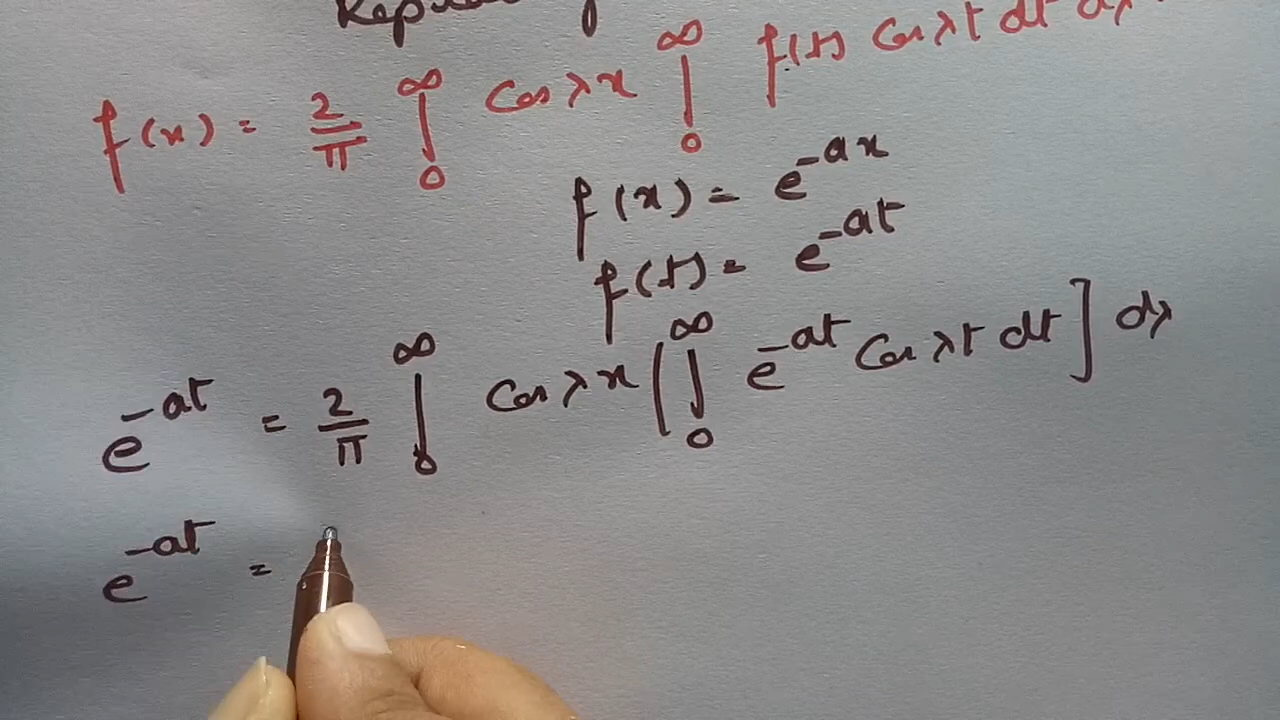 f(x) = 2/π ∫₀^∞ Cos λx ∫₀^∞ f(t) Cos λt dt dλ
f(x) = e^-ax
f(t) = e^-at
e^-at = 2/π ∫₀^∞ Cos λx [∫₀^∞ e^-at Cos λt dt] dλ
e^-at =